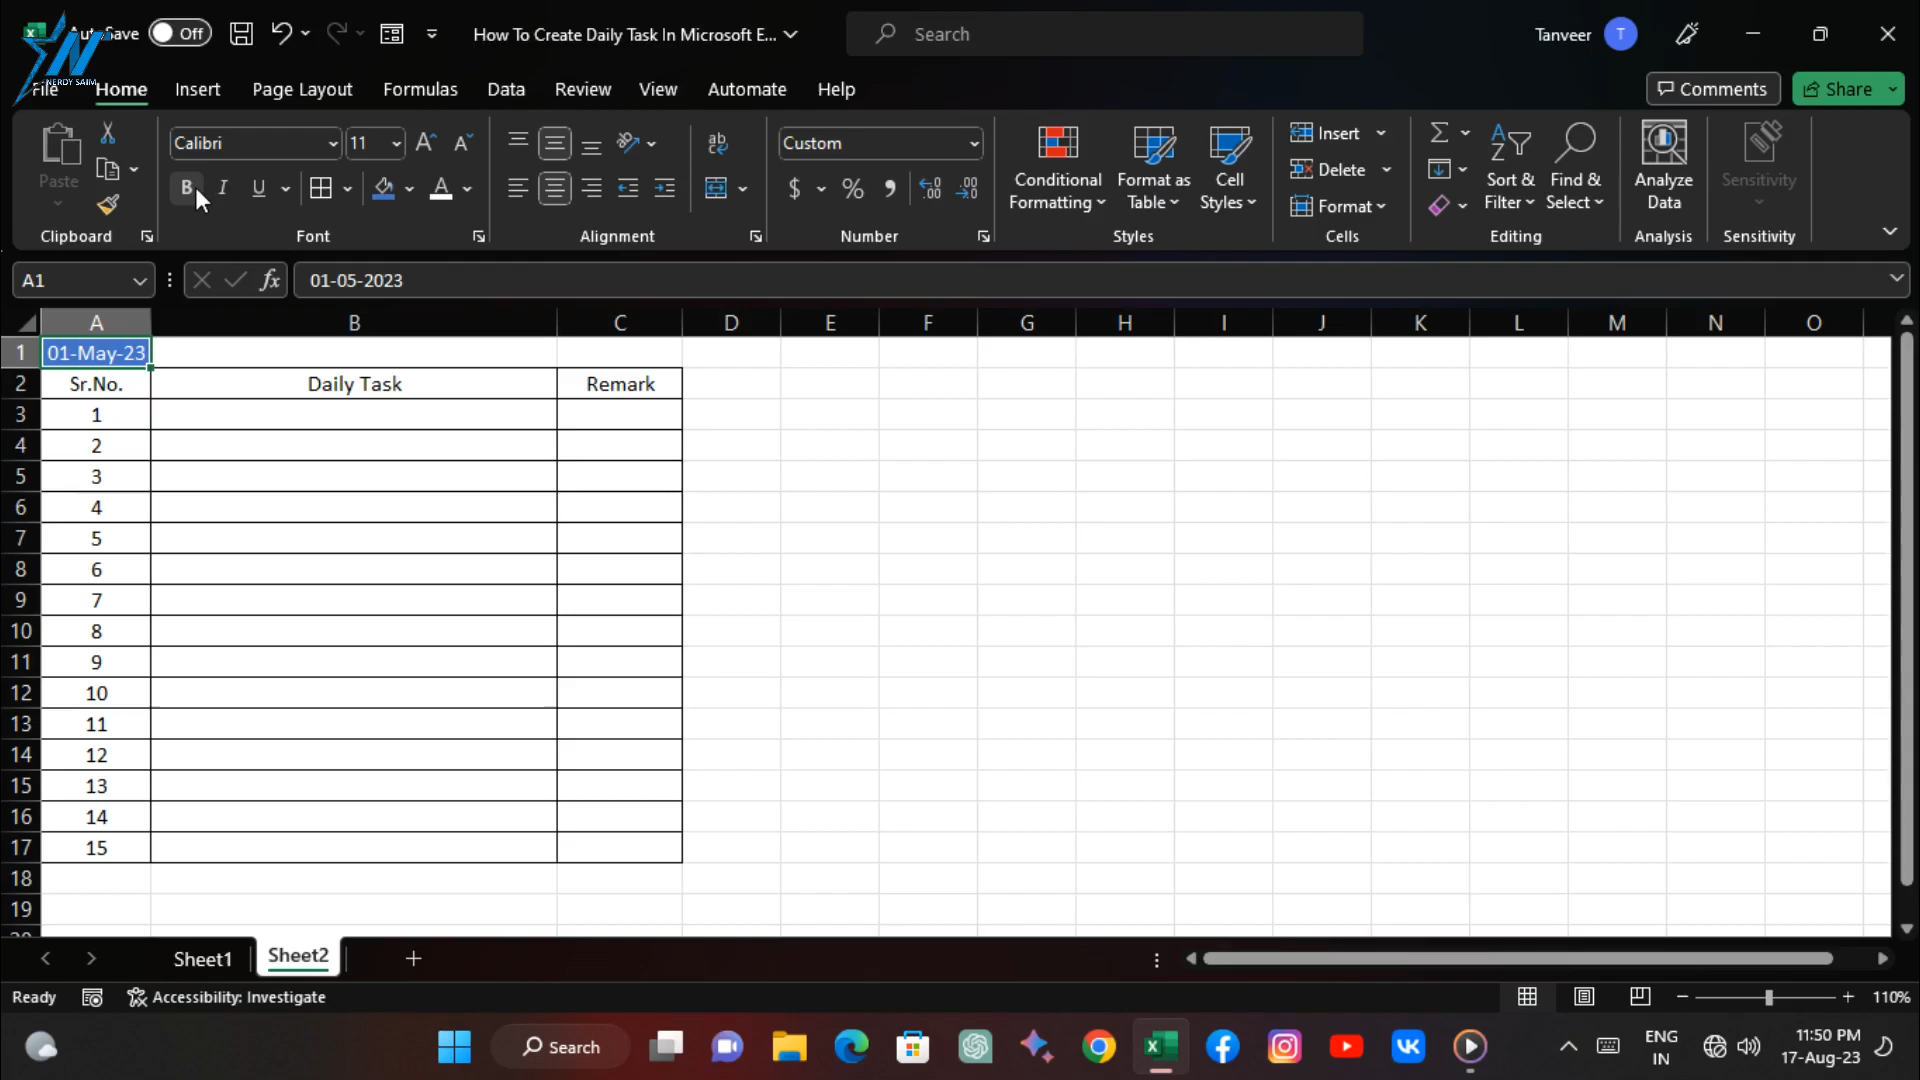 AutoSave Off How To Create Daily Task In Microsoft E... Search Tanveer T
NERDY SAIM
File Home Insert Page Layout Formulas Data Review View Automate Help Comments Share
Paste Calibri 11 Custom Conditional Formatting Format as Table Cell Styles Insert Delete Format Sort & Filter Find & Select Analyze Data Sensitivity
B I U A $ %
Clipboard Font Alignment Number Styles Cells Editing Analysis Sensitivity
A1 fx 01-05-2023
A B C D E F G H I J K L M N O
1 01-May-23
2 Sr.No. Daily Task Remark
3 1
4 2
5 3
6 4
7 5
8 6
9 7
10 8
11 9
12 10
13 11
14 12
15 13
16 14
17 15
18
19
Sheet1 Sheet2
Ready Accessibility: Investigate 110%
Search ENG 11:50 PM
IN 17-Aug-23